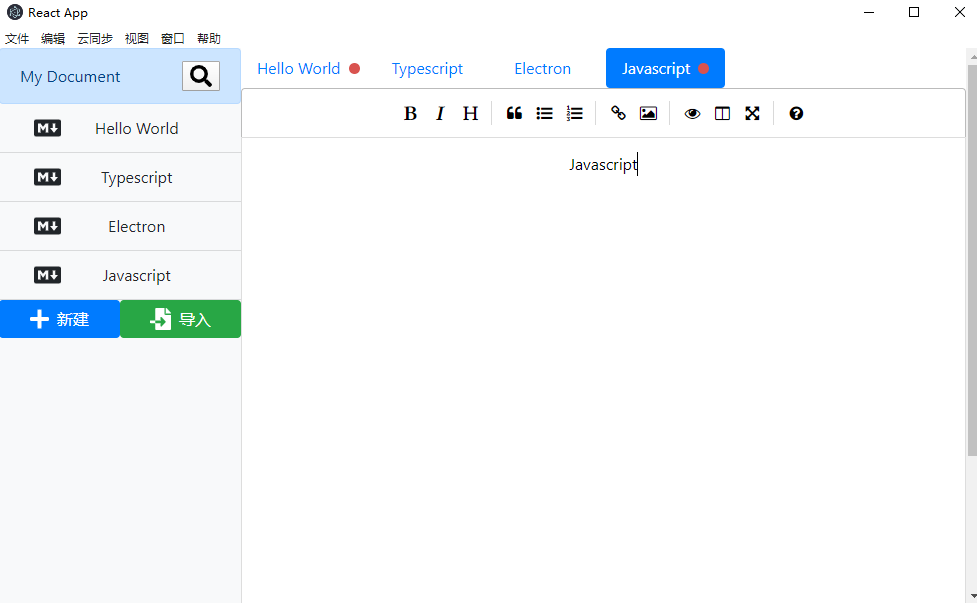 React App
文件 编辑 云同步 视图 窗口 帮助
My Document
Hello World
Typescript
Electron
Javascript
新建 导入
Hello World Typescript Electron Javascript
B I H
Javascript